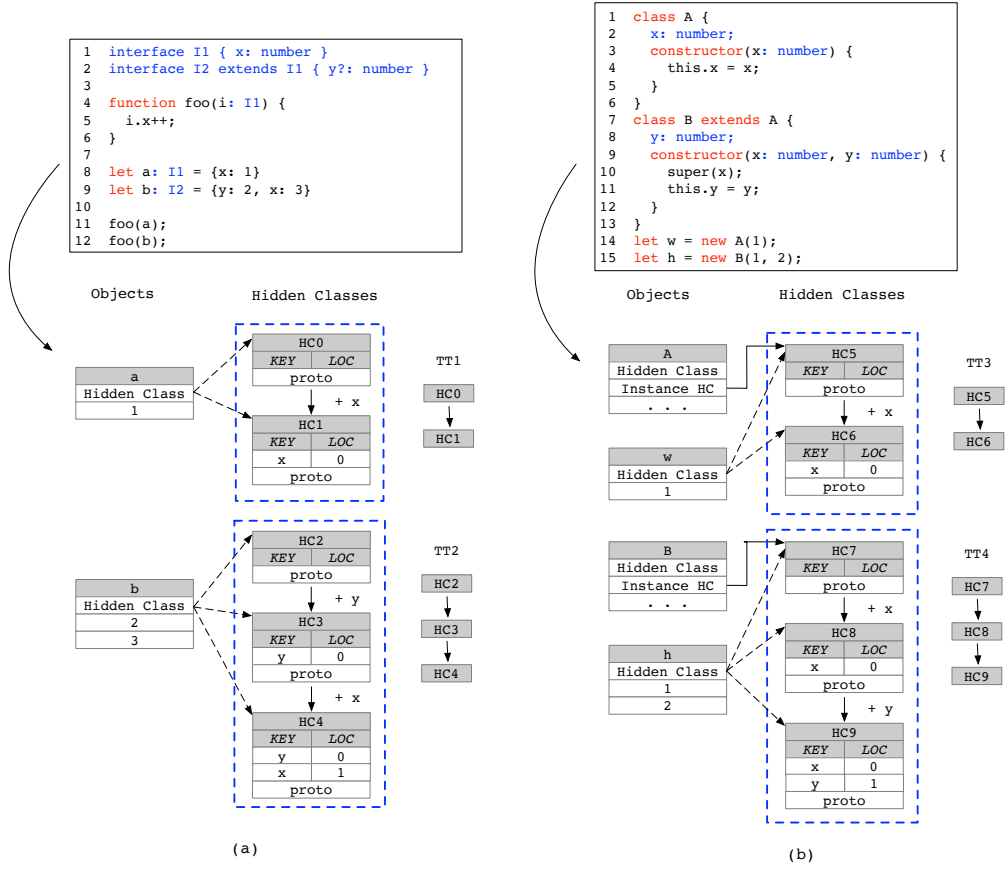 1 interface I1 { x: number }
2 interface I2 extends I1 { y?: number }
3
4 function foo(i: I1) {
5 i.x++;
6 }
7
8 let a: I1 = {x: 1}
9 let b: I2 = {y: 2, x: 3}
10
11 foo(a);
12 foo(b);
Objects
Hidden Classes
a
Hidden Class
1
HC0
KEY LOC
proto
+ x
HC1
KEY LOC
x 0
proto
TT1
HC0
HC1
b
Hidden Class
2
3
HC2
KEY LOC
proto
+ y
HC3
KEY LOC
y 0
proto
+ x
HC4
KEY LOC
y 0
x 1
proto
TT2
HC2
HC3
HC4
(a)
1 class A {
2 x: number;
3 constructor(x: number) {
4 this.x = x;
5 }
6 }
7 class B extends A {
8 y: number;
9 constructor(x: number, y: number) {
10 super(x);
11 this.y = y;
12 }
13 }
14 let w = new A(1);
15 let h = new B(1, 2);
Objects
Hidden Classes
A
Hidden Class
Instance HC
. . .
w
Hidden Class
1
HC5
KEY LOC
proto
+ x
HC6
KEY LOC
x 0
proto
TT3
HC5
HC6
B
Hidden Class
Instance HC
. . .
h
Hidden Class
1
2
HC7
KEY LOC
proto
+ x
HC8
KEY LOC
x 0
proto
+ y
HC9
KEY LOC
x 0
y 1
proto
TT4
HC7
HC8
HC9
(b)